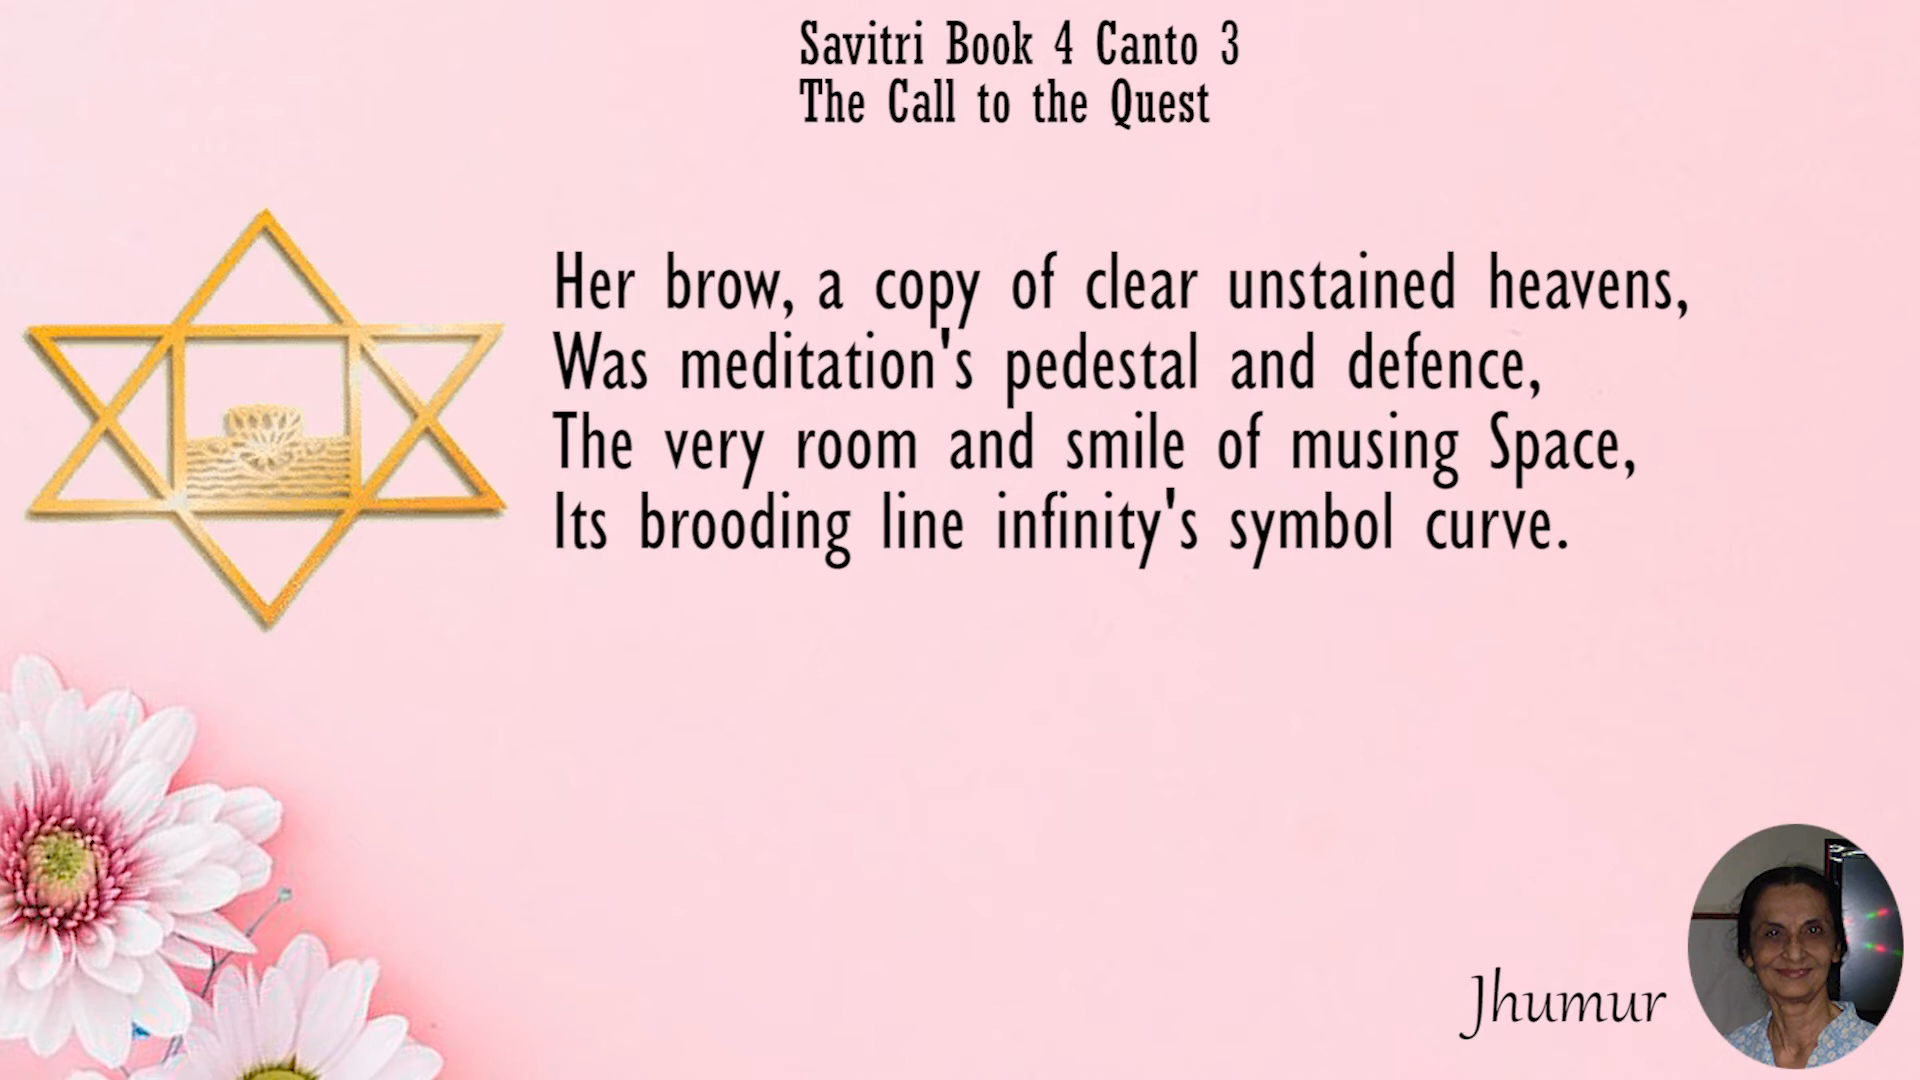 Savitri Book 4 Canto 3
The Call to the Quest
Her brow, a copy of clear unstained heavens,
Was meditation's pedestal and defence,
The very room and smile of musing Space,
Its brooding line infinity's symbol curve.
Jhumur